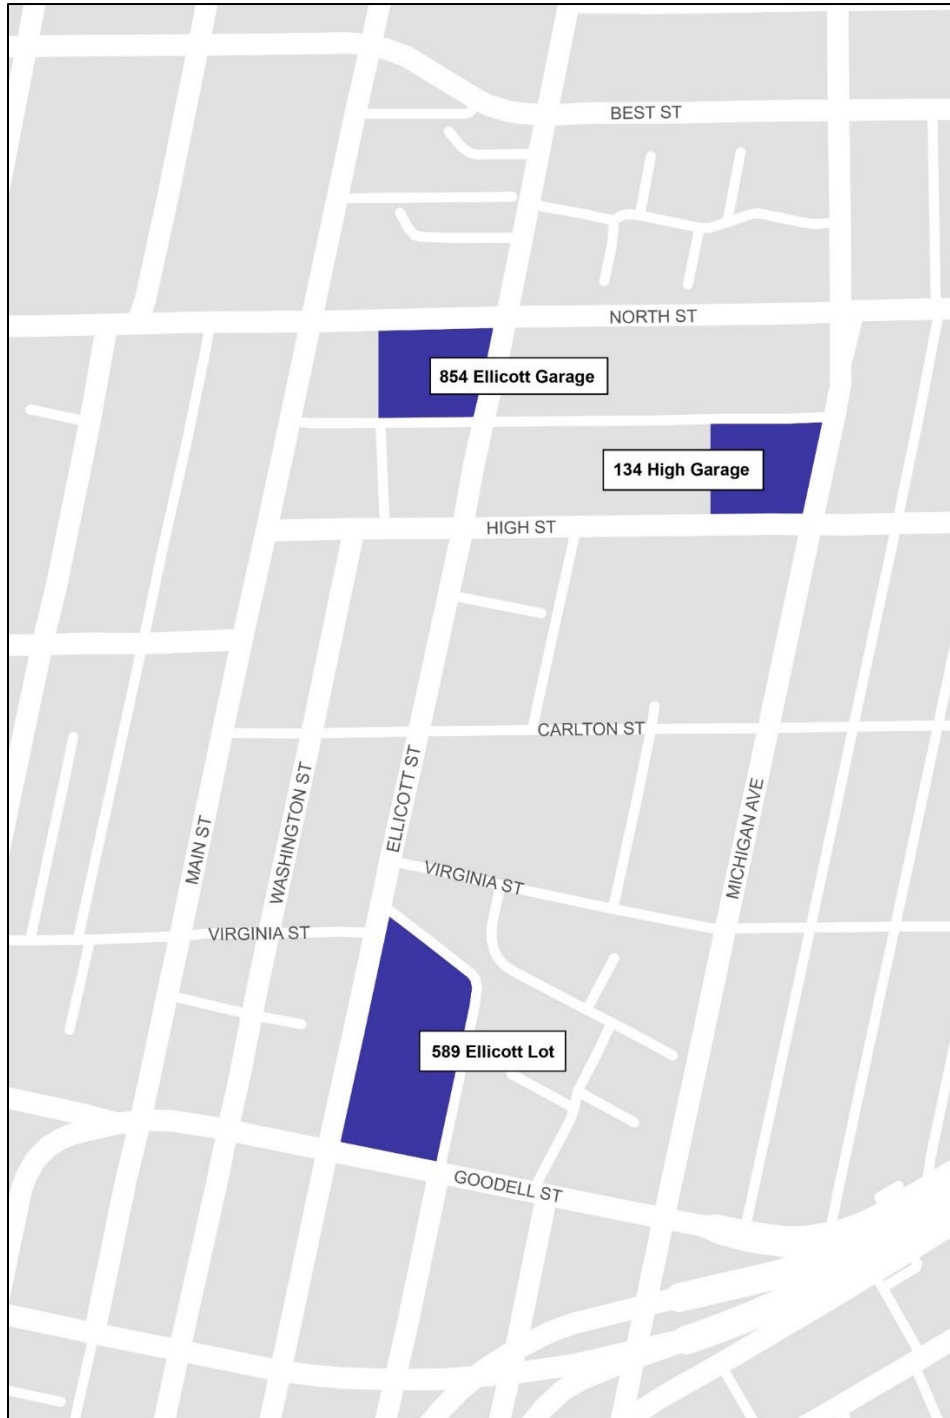 BEST ST
NORTH ST
854 Ellicott Garage
134 High Garage
HIGH ST
CARLTON ST
ELLICOTT ST
WASHINGTON ST
MAIN ST
MICHIGAN AVE
VIRGINIA ST
VIRGINIA ST
589 Ellicott Lot
GOODELL ST